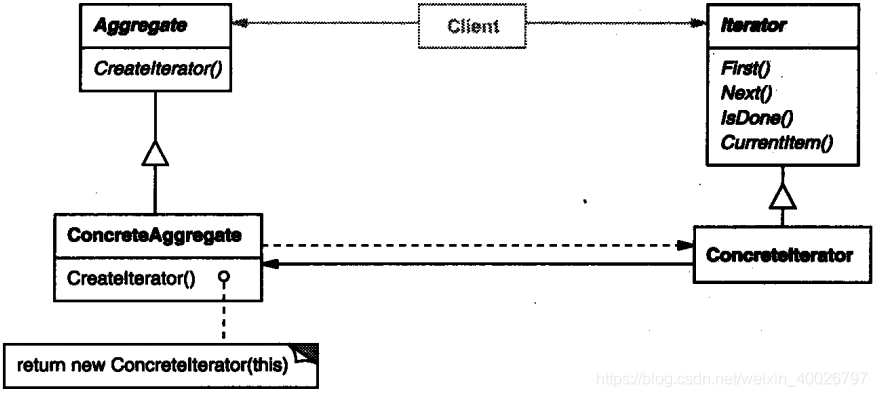 Aggregate
CreateIterator()
Client
Iterator
First()
Next()
IsDone()
CurrentItem()
ConcreteAggregate
CreateIterator()
ConcreteIterator
return new ConcreteIterator(this)
https://blog.csdn.net/weixin_40026797